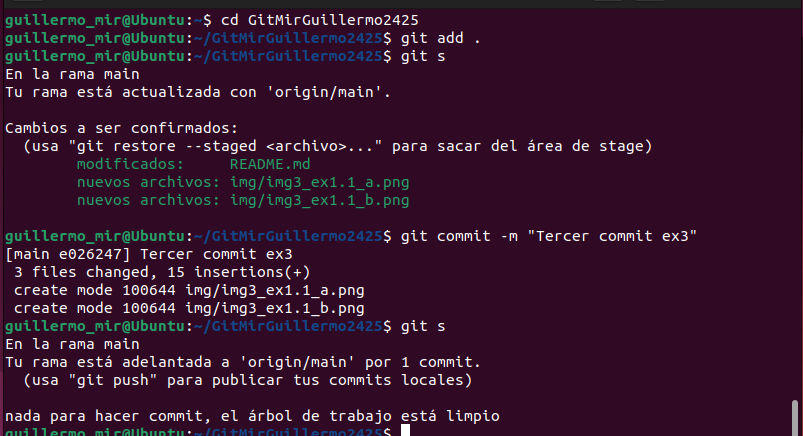 guillermo_mir@Ubuntu:~$ cd GitMirGuillermo2425
guillermo_mir@Ubuntu:~/GitMirGuillermo2425$ git add .
guillermo_mir@Ubuntu:~/GitMirGuillermo2425$ git s
En la rama main
Tu rama está actualizada con 'origin/main'.
Cambios a ser confirmados:
  (usa "git restore --staged <archivo>..." para sacar del área de stage)
        modificados:     README.md
        nuevos archivos: img/img3_ex1.1_a.png
        nuevos archivos: img/img3_ex1.1_b.png
guillermo_mir@Ubuntu:~/GitMirGuillermo2425$ git commit -m "Tercer commit ex3"
[main e026247] Tercer commit ex3
 3 files changed, 15 insertions(+)
 create mode 100644 img/img3_ex1.1_a.png
 create mode 100644 img/img3_ex1.1_b.png
guillermo_mir@Ubuntu:~/GitMirGuillermo2425$ git s
En la rama main
Tu rama está adelantada a 'origin/main' por 1 commit.
  (usa "git push" para publicar tus commits locales)
nada para hacer commit, el árbol de trabajo está limpio
guillermo_mir@Ubuntu:~/GitMirGuillermo2425$